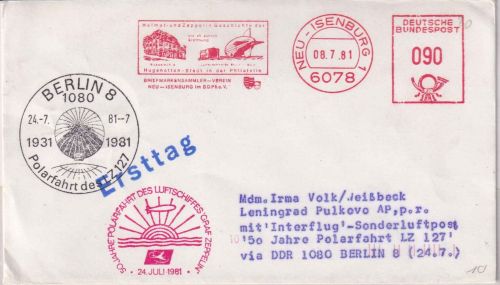 Heimat- und Zeppelin Geschichte der
Hugenotten-Stadt in der Philatelie
BRIEFMARKENSAMMLER-VEREIN
NEU-ISENBURG im BDPh e.V.
NEU-ISENBURG 1
08.7.81
6078
DEUTSCHE
BUNDESPOST
090
BERLIN 8
1080
24.-7. 81--7
1931 1981
Polarfahrt des LZ 127
Ersttag
50 JAHRE POLARFAHRT DES LUFTSCHIFFES "GRAF ZEPPELIN"
• 24. JULI 1981 •
Mdm. Irma Volk/Weißbeck
Leningrad Pulkovo AP,p.r.
mit'Interflug'-Sonderluftpost
'5o Jahre Polarfahrt LZ 127'
via DDR 1080 BERLIN 8 (24.7.)